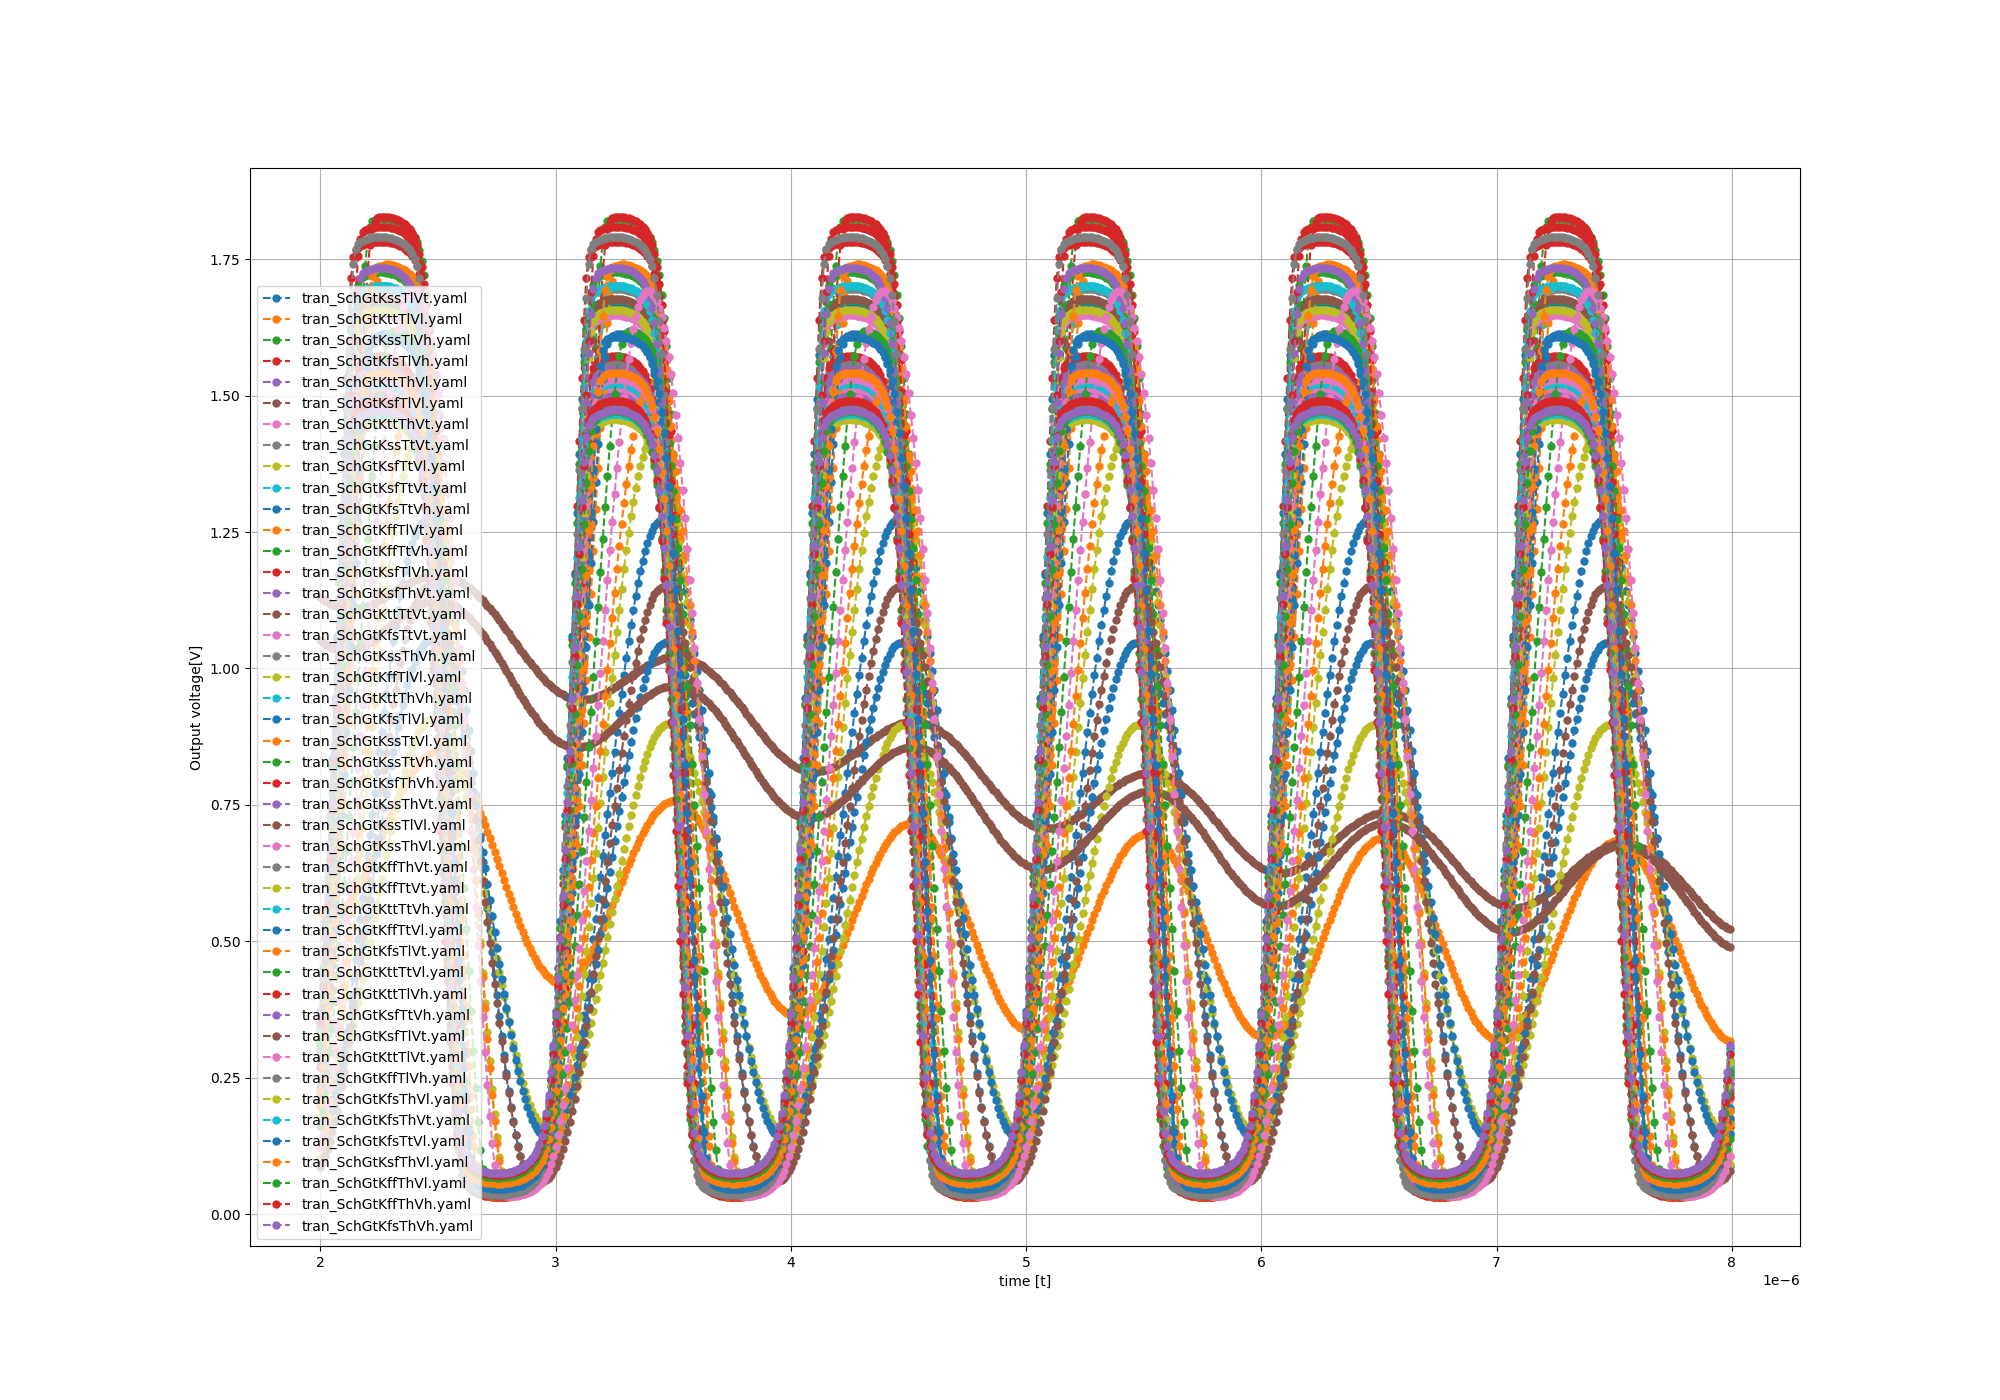 Output voltage[V]
1.75
1.50
1.25
1.00
0.75
0.50
0.25
0.00
tran_SchGtKssTlVt.yaml
tran_SchGtKttTlVl.yaml
tran_SchGtKssTlVh.yaml
tran_SchGtKfsTlVh.yaml
tran_SchGtKttThVl.yaml
tran_SchGtKsfTlVl.yaml
tran_SchGtKttThVt.yaml
tran_SchGtKssTtVt.yaml
tran_SchGtKsfTtVl.yaml
tran_SchGtKsfTtVt.yaml
tran_SchGtKfsTtVh.yaml
tran_SchGtKffTlVt.yaml
tran_SchGtKffTtVh.yaml
tran_SchGtKsfTlVh.yaml
tran_SchGtKsfThVt.yaml
tran_SchGtKttTtVt.yaml
tran_SchGtKfsTtVt.yaml
tran_SchGtKssThVh.yaml
tran_SchGtKffTlVl.yaml
tran_SchGtKttThVh.yaml
tran_SchGtKfsTlVl.yaml
tran_SchGtKssTtVl.yaml
tran_SchGtKssTtVh.yaml
tran_SchGtKsfThVh.yaml
tran_SchGtKssThVt.yaml
tran_SchGtKssTlVl.yaml
tran_SchGtKssThVl.yaml
tran_SchGtKffThVt.yaml
tran_SchGtKffTtVt.yaml
tran_SchGtKttTtVh.yaml
tran_SchGtKffTtVl.yaml
tran_SchGtKfsTlVt.yaml
tran_SchGtKttTtVl.yaml
tran_SchGtKttTlVh.yaml
tran_SchGtKsfTtVh.yaml
tran_SchGtKsfTlVt.yaml
tran_SchGtKttTlVt.yaml
tran_SchGtKffTlVh.yaml
tran_SchGtKfsThVl.yaml
tran_SchGtKfsThVt.yaml
tran_SchGtKfsTtVl.yaml
tran_SchGtKsfThVl.yaml
tran_SchGtKffThVl.yaml
tran_SchGtKffThVh.yaml
tran_SchGtKfsThVh.yaml
2 3 4 5 6 7 8
time [t]
1e−6